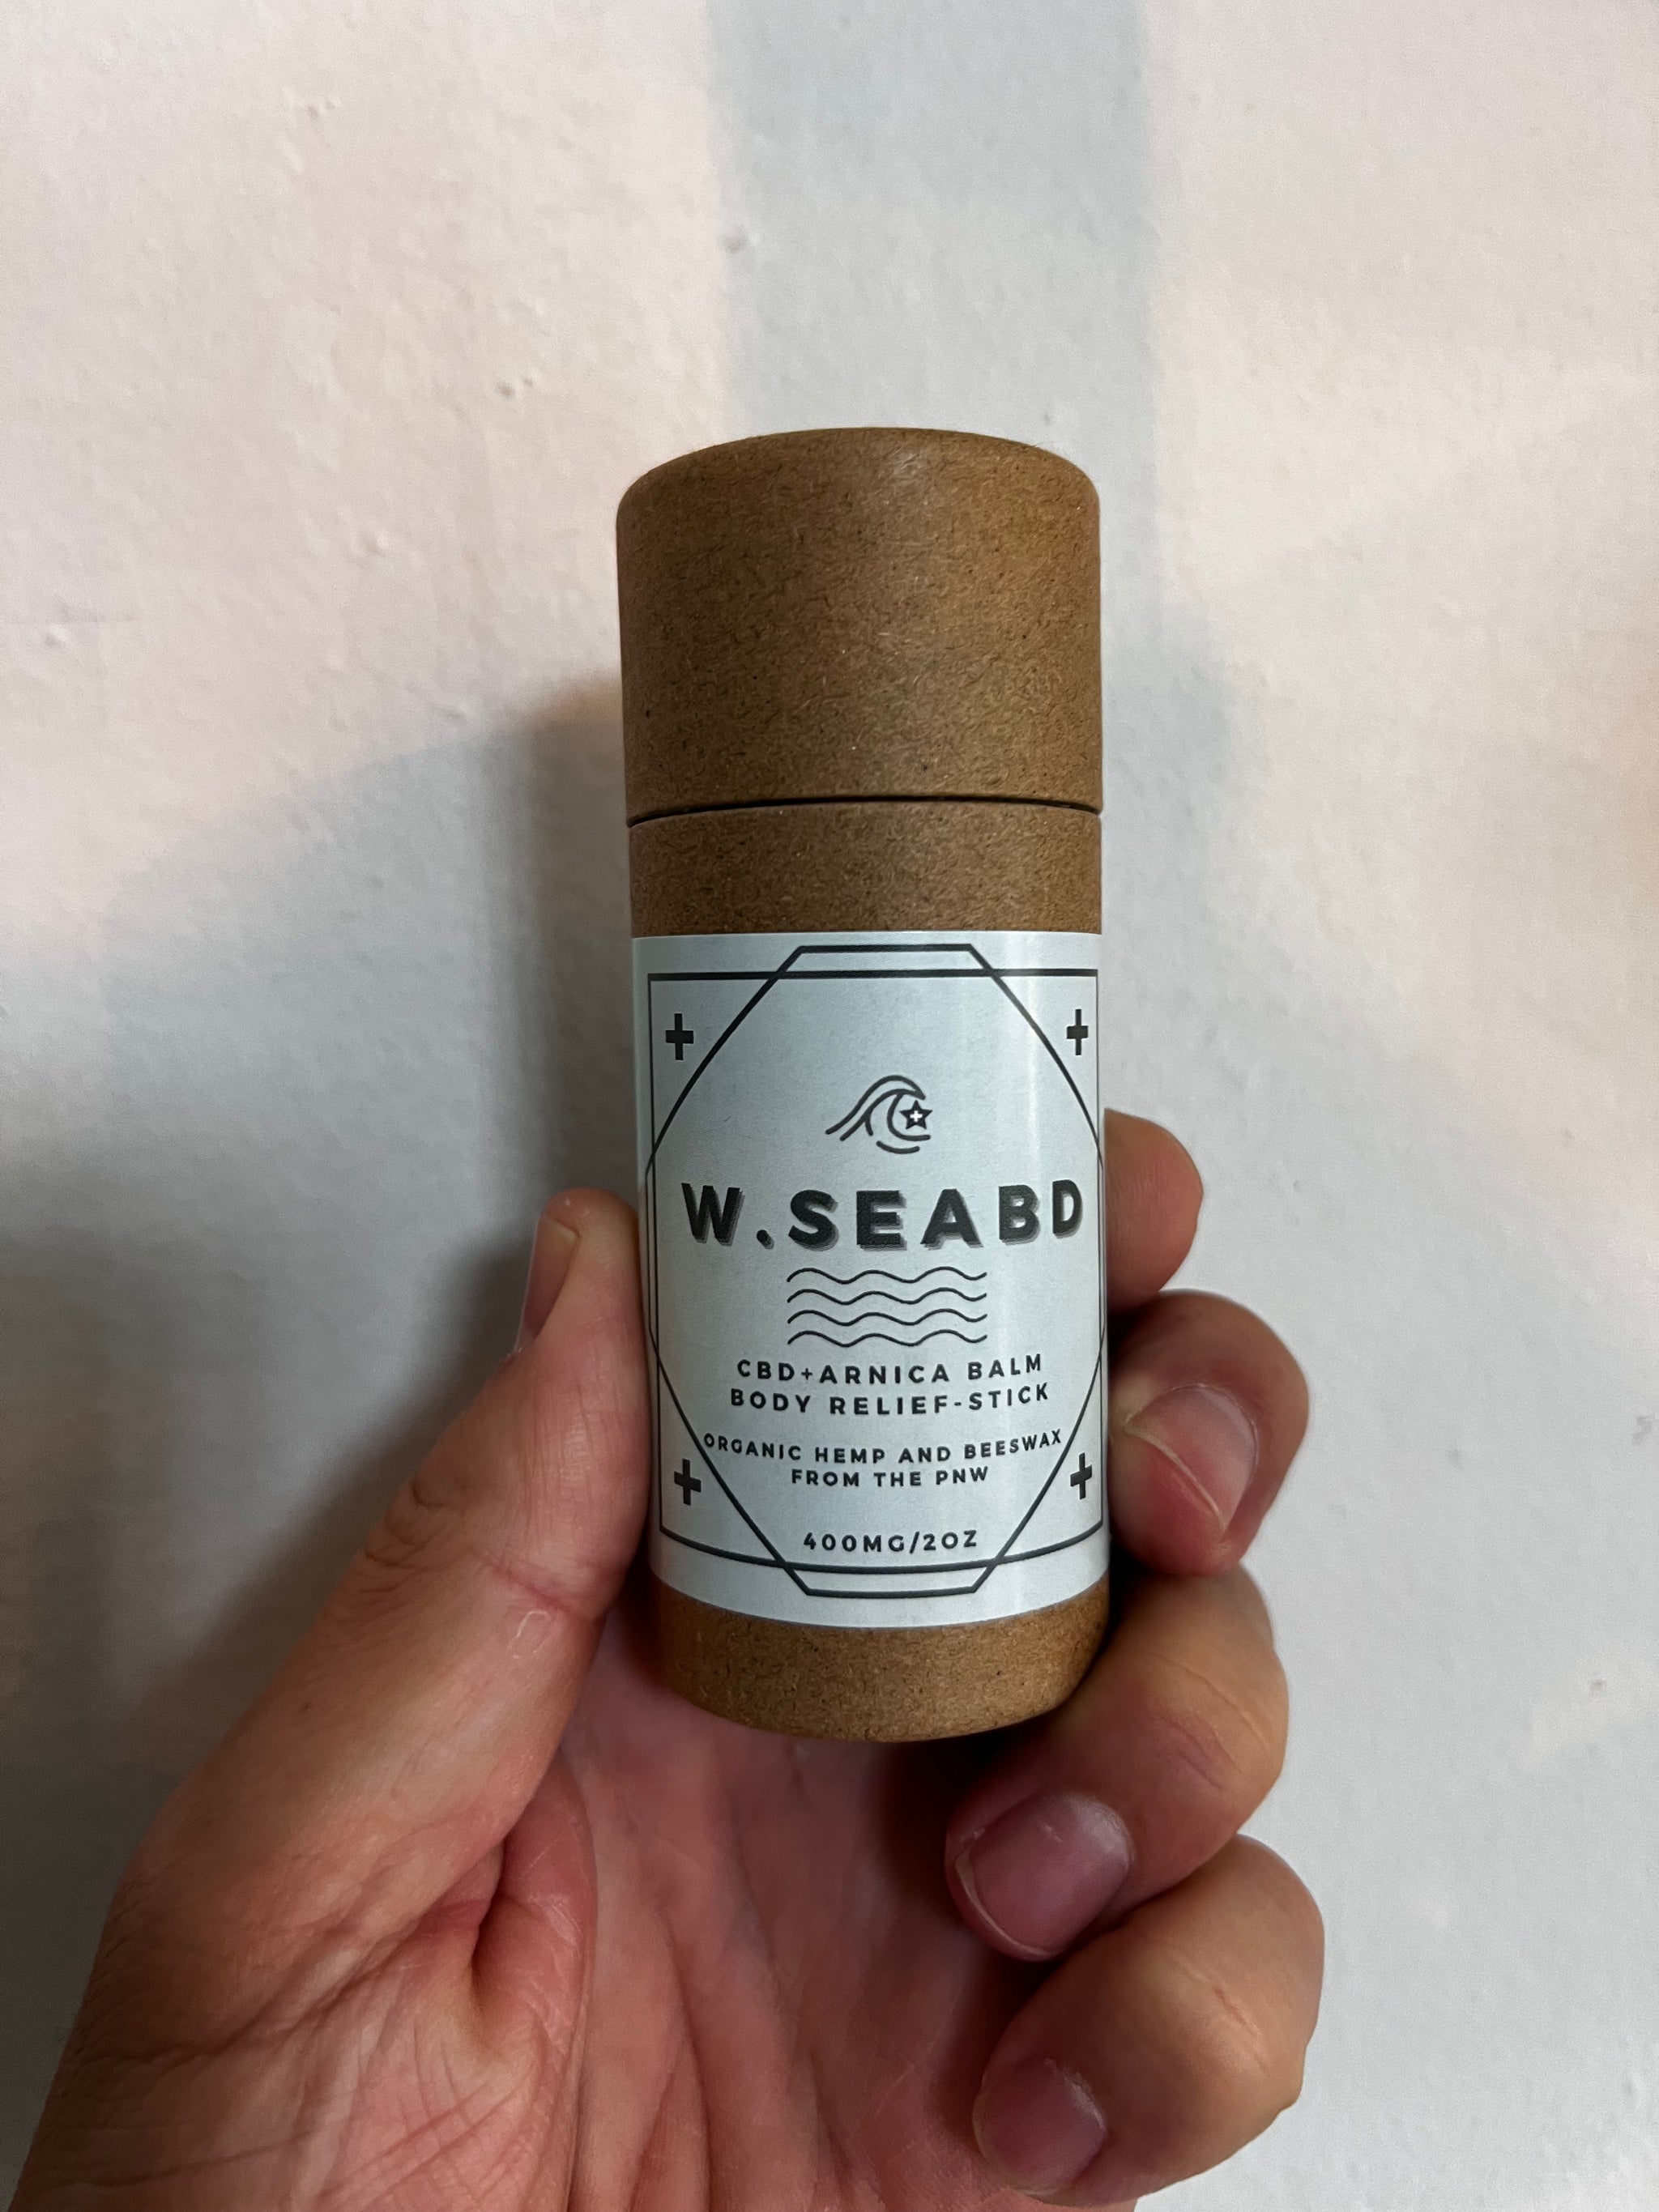 W.SEABD
CBD+ARNICA BALM
BODY RELIEF-STICK
ORGANIC HEMP AND BEESWAX
FROM THE PNW
400MG/2OZ